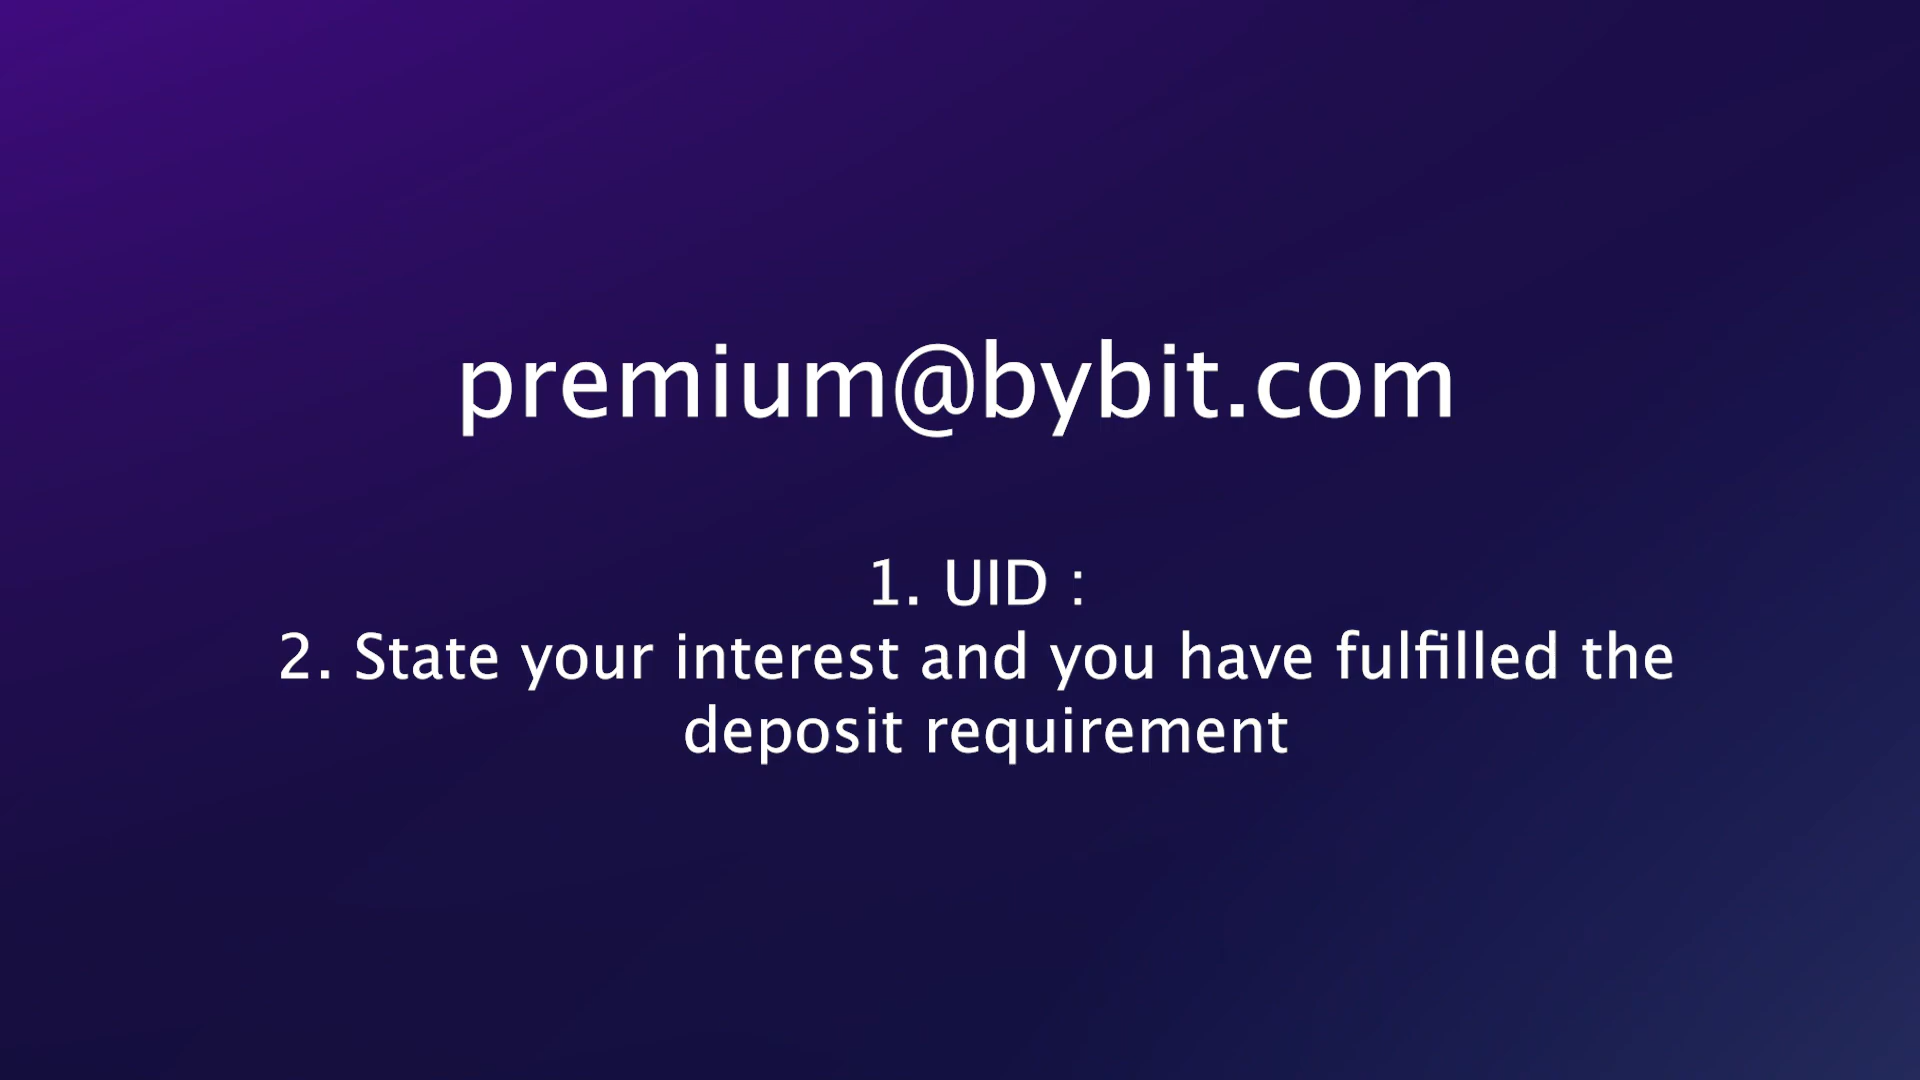 premium@bybit.com
1. UID :
2. State your interest and you have fulfilled the
deposit requirement